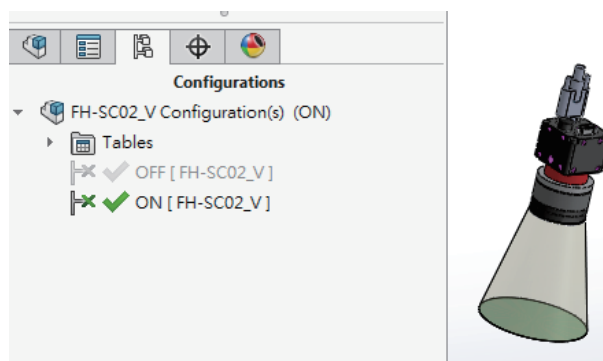 Configurations
FH-SC02_V Configuration(s) (ON)
Tables
OFF [ FH-SC02_V ]
ON [ FH-SC02_V ]